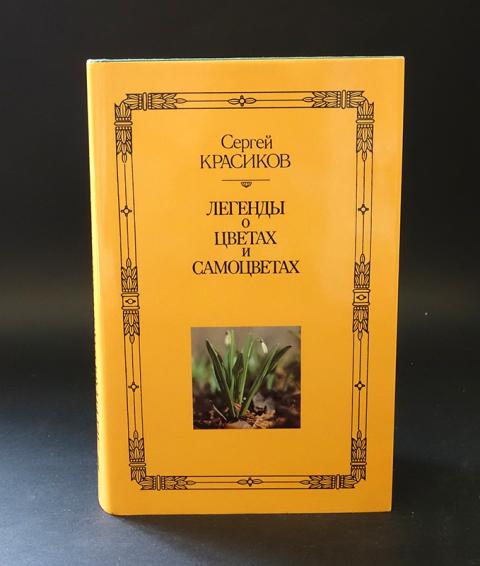 Сергей
КРАСИКОВ
ЛЕГЕНДЫ
о
ЦВЕТАХ
и
САМОЦВЕТАХ